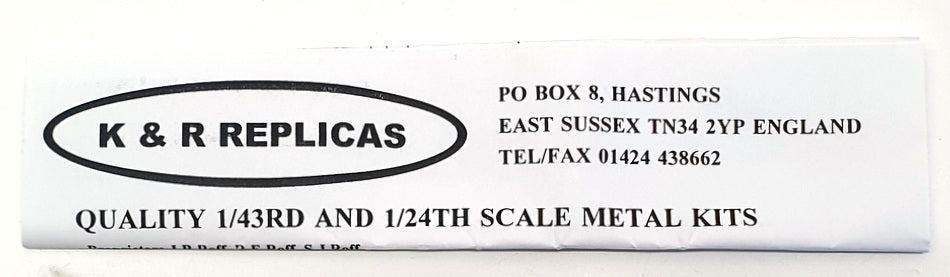 K & R REPLICAS
PO BOX 8, HASTINGS
EAST SUSSEX TN34 2YP ENGLAND
TEL/FAX 01424 438662
QUALITY 1/43RD AND 1/24TH SCALE METAL KITS